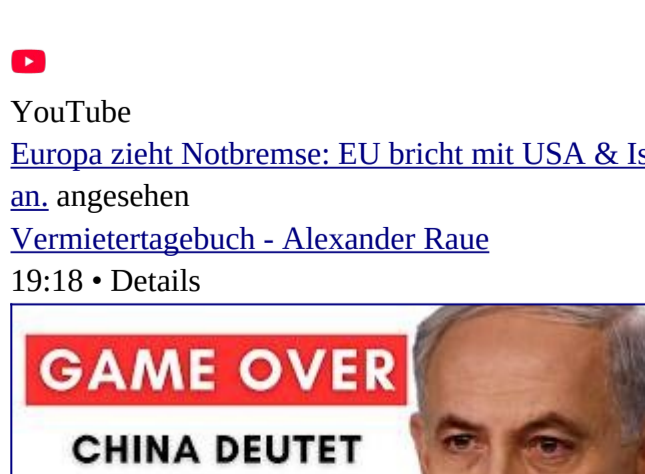 YouTube
Europa zieht Notbremse: EU bricht mit USA &
an. angesehen
Vermietertagebuch - Alexander Raue
19:18 • Details
GAME OVER
CHINA DEUTET